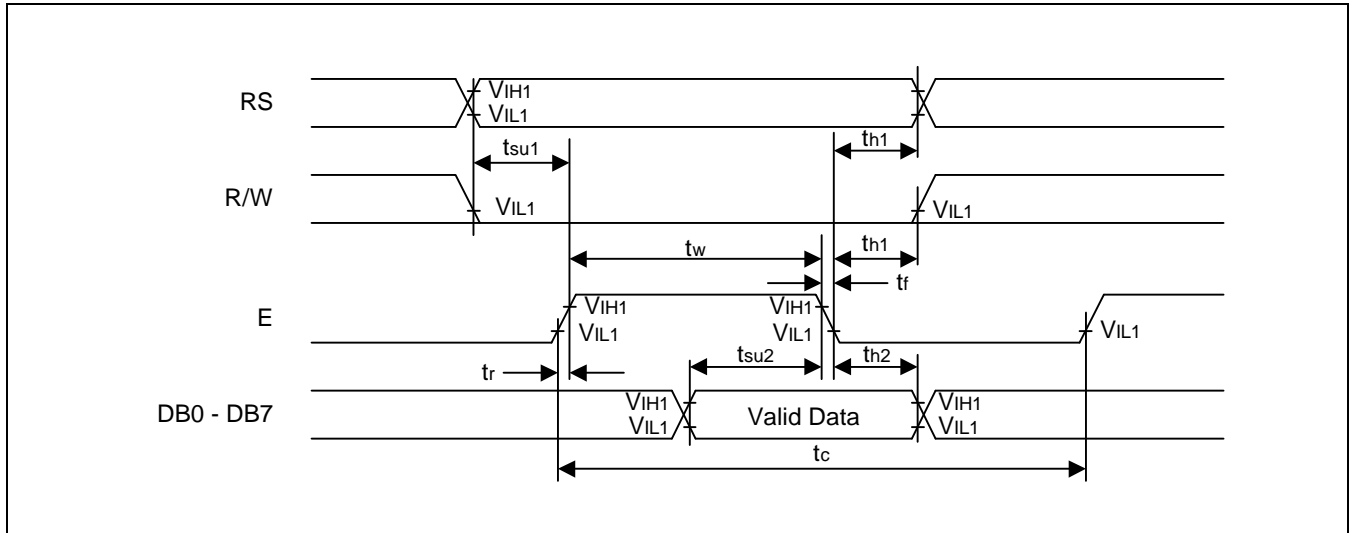 RS
VIH1
VIL1
tsu1
th1
R/W
VIL1
VIL1
tw
th1
tf
E
VIH1
VIL1
VIH1
VIL1
VIL1
tsu2
th2
tr
DB0 - DB7
VIH1
VIL1
Valid Data
VIH1
VIL1
tc